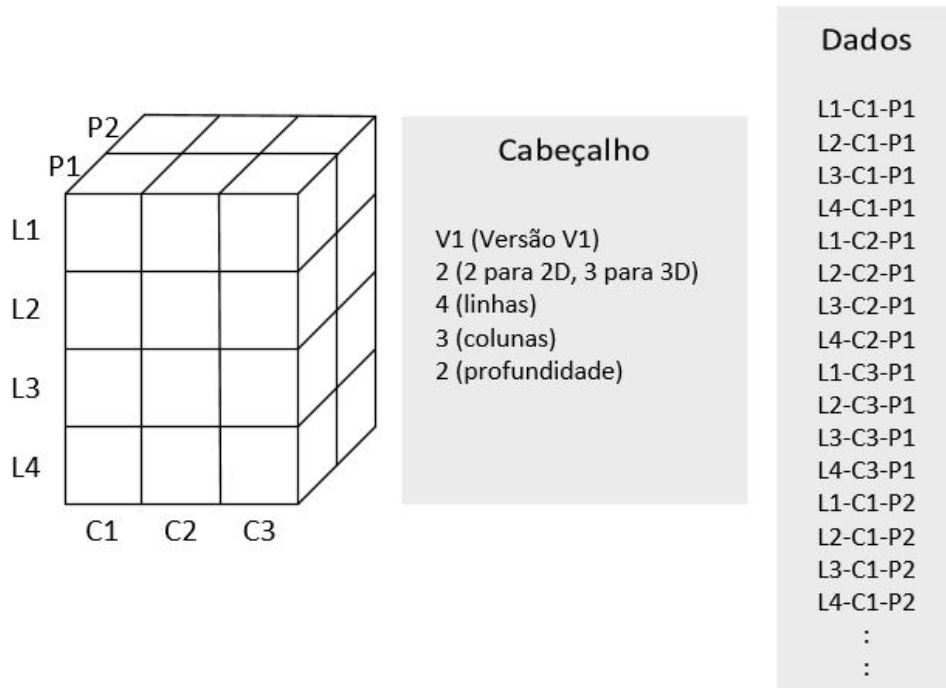 P2
P1
L1
L2
L3
L4
C1 C2 C3
Cabeçalho
V1 (Versão V1)
2 (2 para 2D, 3 para 3D)
4 (linhas)
3 (colunas)
2 (profundidade)
Dados
L1-C1-P1
L2-C1-P1
L3-C1-P1
L4-C1-P1
L1-C2-P1
L2-C2-P1
L3-C2-P1
L4-C2-P1
L1-C3-P1
L2-C3-P1
L3-C3-P1
L4-C3-P1
L1-C1-P2
L2-C1-P2
L3-C1-P2
L4-C1-P2
:
: